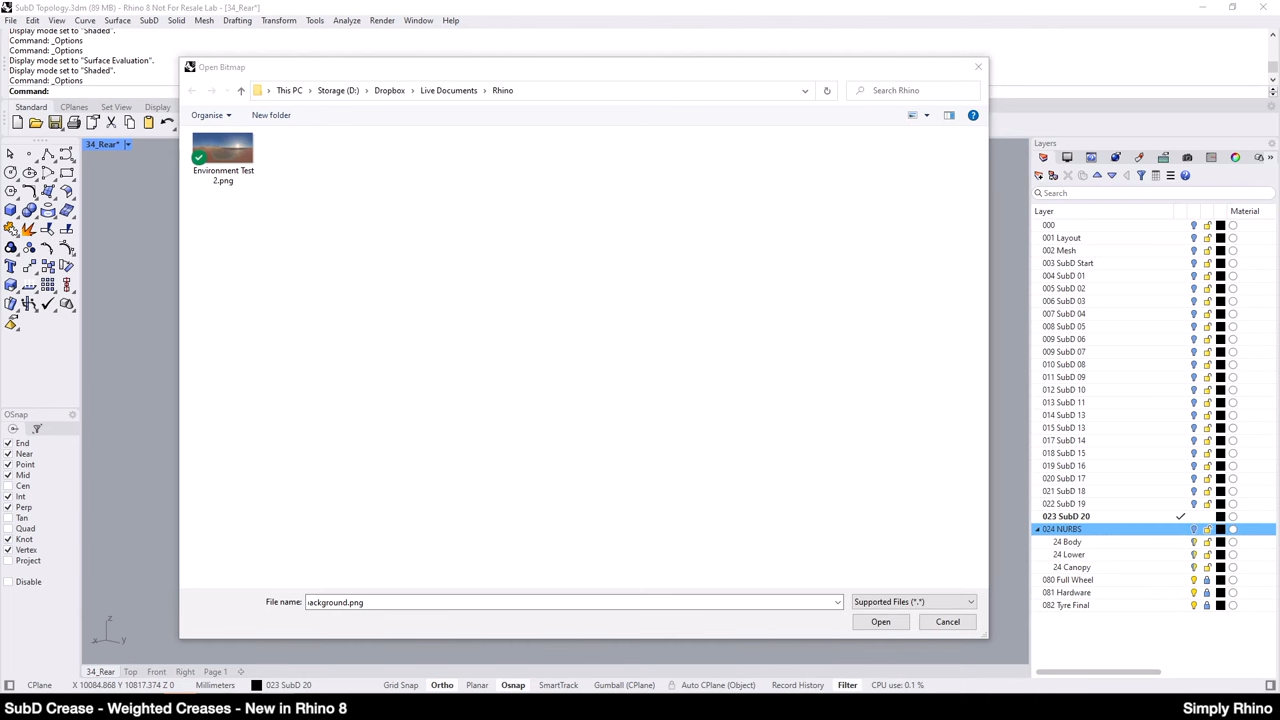 SubD Topology.3dm (89 MB) - Rhino 8 Not For Resale Lab - [34_Rear*]
File Edit View Curve Surface SubD Solid Mesh Drafting Transform Tools Analyze Render Window Help
Display mode set to "Shaded".
Command: _Options
Command: _Options
Display mode set to "Surface Evaluation".
Display mode set to "Shaded".
Command: _Options
Command:
Standard CPlanes Set View Display
34_Rear*
Open Bitmap
This PC > Storage (D:) > Dropbox > Live Documents > Rhino
Search Rhino
Organise New folder
Environment Test
2.png
File name: ackground.png
Supported Files (*.*)
Open Cancel
Layers
Search
Layer Material
000
001 Layout
002 Mesh
003 SubD Start
004 SubD 01
005 SubD 02
006 SubD 03
007 SubD 04
008 SubD 05
009 SubD 06
009 SubD 07
010 SubD 08
011 SubD 09
012 SubD 10
013 SubD 11
014 SubD 13
015 SubD 13
017 SubD 14
018 SubD 15
019 SubD 16
020 SubD 17
021 SubD 18
022 SubD 19
023 SubD 20
024 NURBS
24 Body
24 Lower
24 Canopy
080 Full Wheel
081 Hardware
082 Tyre Final
OSnap
End
Near
Point
Mid
Cen
Int
Perp
Tan
Quad
Knot
Vertex
Project
Disable
z
x y
34_Rear Top Front Right Page 1
CPlane X 10084.868 Y 10817.374 Z 0 Millimeters 023 SubD 20 Grid Snap Ortho Planar Osnap SmartTrack Gumball (CPlane) Auto CPlane (Object) Record History Filter CPU use: 0.1 %
SubD Crease - Weighted Creases - New in Rhino 8
Simply Rhino